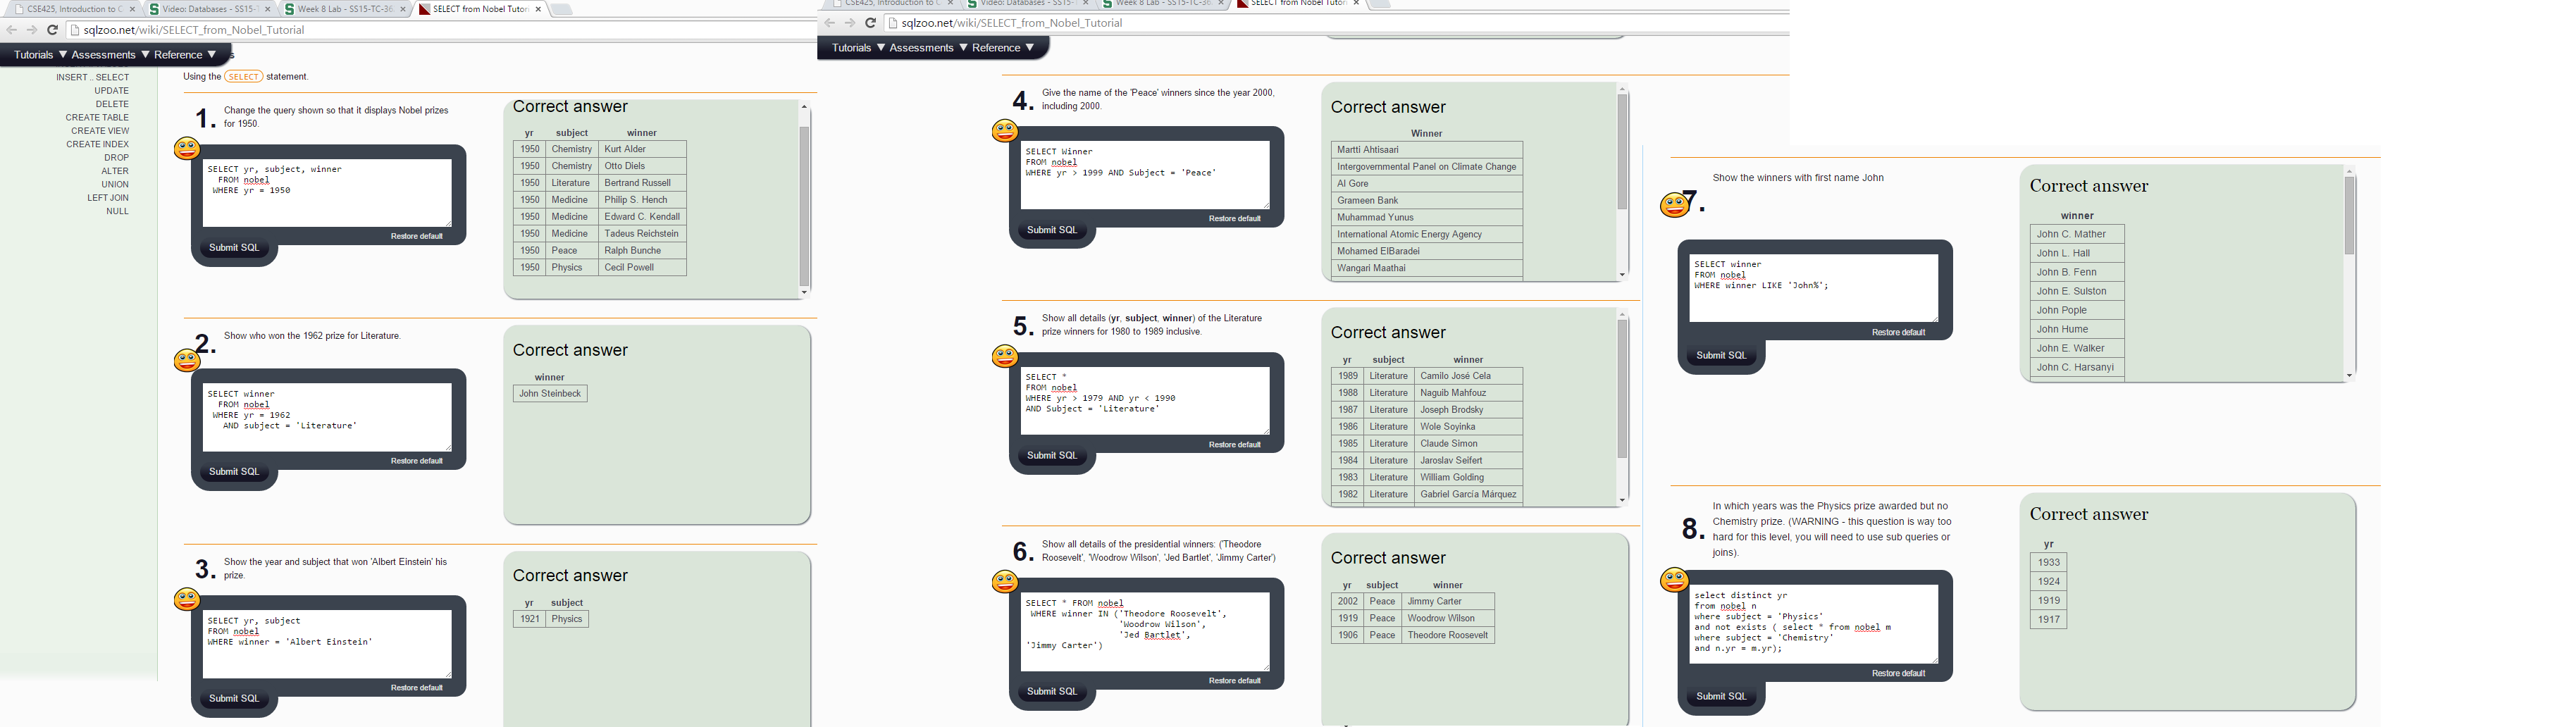 CSE425, Introduction to C
Video: Databases - SS15-T
Week 8 Lab - SS15-TC-36
SELECT from Nobel Tutor
sqlzoo.net/wiki/SELECT_from_Nobel_Tutorial
Tutorials ▼ Assessments ▼ Reference ▼
INSERT .. SELECT
UPDATE
DELETE
CREATE TABLE
CREATE VIEW
CREATE INDEX
DROP
ALTER
UNION
LEFT JOIN
NULL
Using the SELECT statement.
1.
Change the query shown so that it displays Nobel prizes
for 1950.
SELECT yr, subject, winner
FROM nobel
WHERE yr = 1950
Restore default
Submit SQL
Correct answer
yr subject winner
1950 Chemistry Kurt Alder
1950 Chemistry Otto Diels
1950 Literature Bertrand Russell
1950 Medicine Philip S. Hench
1950 Medicine Edward C. Kendall
1950 Medicine Tadeus Reichstein
1950 Peace Ralph Bunche
1950 Physics Cecil Powell
2.
Show who won the 1962 prize for Literature.
SELECT winner
FROM nobel
WHERE yr = 1962
AND subject = 'Literature'
Restore default
Submit SQL
Correct answer
winner
John Steinbeck
3.
Show the year and subject that won 'Albert Einstein' his
prize.
SELECT yr, subject
FROM nobel
WHERE winner = 'Albert Einstein'
Restore default
Submit SQL
Correct answer
yr subject
1921 Physics
CSE425, Introduction to C
Video: Databases - SS15-
Week 8 Lab - SS15-TC-36
SELECT from Nobel Tutor
sqlzoo.net/wiki/SELECT_from_Nobel_Tutorial
Tutorials ▼ Assessments ▼ Reference ▼
4.
Give the name of the 'Peace' winners since the year 2000,
including 2000.
SELECT Winner
FROM nobel
WHERE yr > 1999 AND Subject = 'Peace'
Restore default
Submit SQL
Correct answer
Winner
Martti Ahtisaari
Intergovernmental Panel on Climate Change
Al Gore
Grameen Bank
Muhammad Yunus
International Atomic Energy Agency
Mohamed ElBaradei
Wangari Maathai
5.
Show all details (yr, subject, winner) of the Literature
prize winners for 1980 to 1989 inclusive.
SELECT *
FROM nobel
WHERE yr > 1979 AND yr < 1990
AND Subject = 'Literature'
Restore default
Submit SQL
Correct answer
yr subject winner
1989 Literature Camilo José Cela
1988 Literature Naguib Mahfouz
1987 Literature Joseph Brodsky
1986 Literature Wole Soyinka
1985 Literature Claude Simon
1984 Literature Jaroslav Seifert
1983 Literature William Golding
1982 Literature Gabriel García Márquez
6.
Show all details of the presidential winners: ('Theodore
Roosevelt', 'Woodrow Wilson', 'Jed Bartlet', 'Jimmy Carter')
SELECT * FROM nobel
WHERE winner IN ('Theodore Roosevelt',
'Woodrow Wilson',
'Jed Bartlet',
'Jimmy Carter')
Restore default
Submit SQL
Correct answer
yr subject winner
2002 Peace Jimmy Carter
1919 Peace Woodrow Wilson
1906 Peace Theodore Roosevelt
7.
Show the winners with first name John
SELECT winner
FROM nobel
WHERE winner LIKE 'John%';
Restore default
Submit SQL
Correct answer
winner
John C. Mather
John L. Hall
John B. Fenn
John E. Sulston
John Pople
John Hume
John E. Walker
John C. Harsanyi
8.
In which years was the Physics prize awarded but no
Chemistry prize. (WARNING - this question is way too
hard for this level, you will need to use sub queries or
joins).
select distinct yr
from nobel n
where subject = 'Physics'
and not exists ( select * from nobel m
where subject = 'Chemistry'
and n.yr = m.yr);
Restore default
Submit SQL
Correct answer
yr
1933
1924
1919
1917